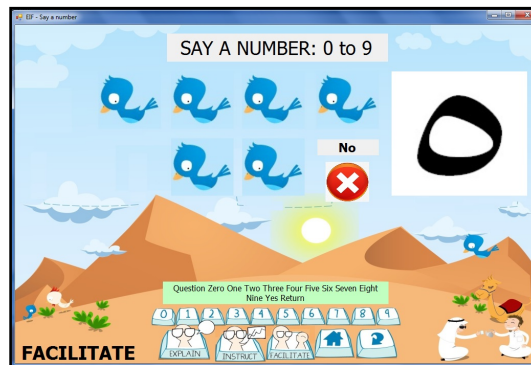 EIF - Say a number
SAY A NUMBER: 0 to 9
No
٥
Question Zero One Two Three Four Five Six Seven Eight
Nine Yes Return
0 1 2 3 4 5 6 7 8 9
EXPLAIN INSTRUCT FACILITATE
FACILITATE